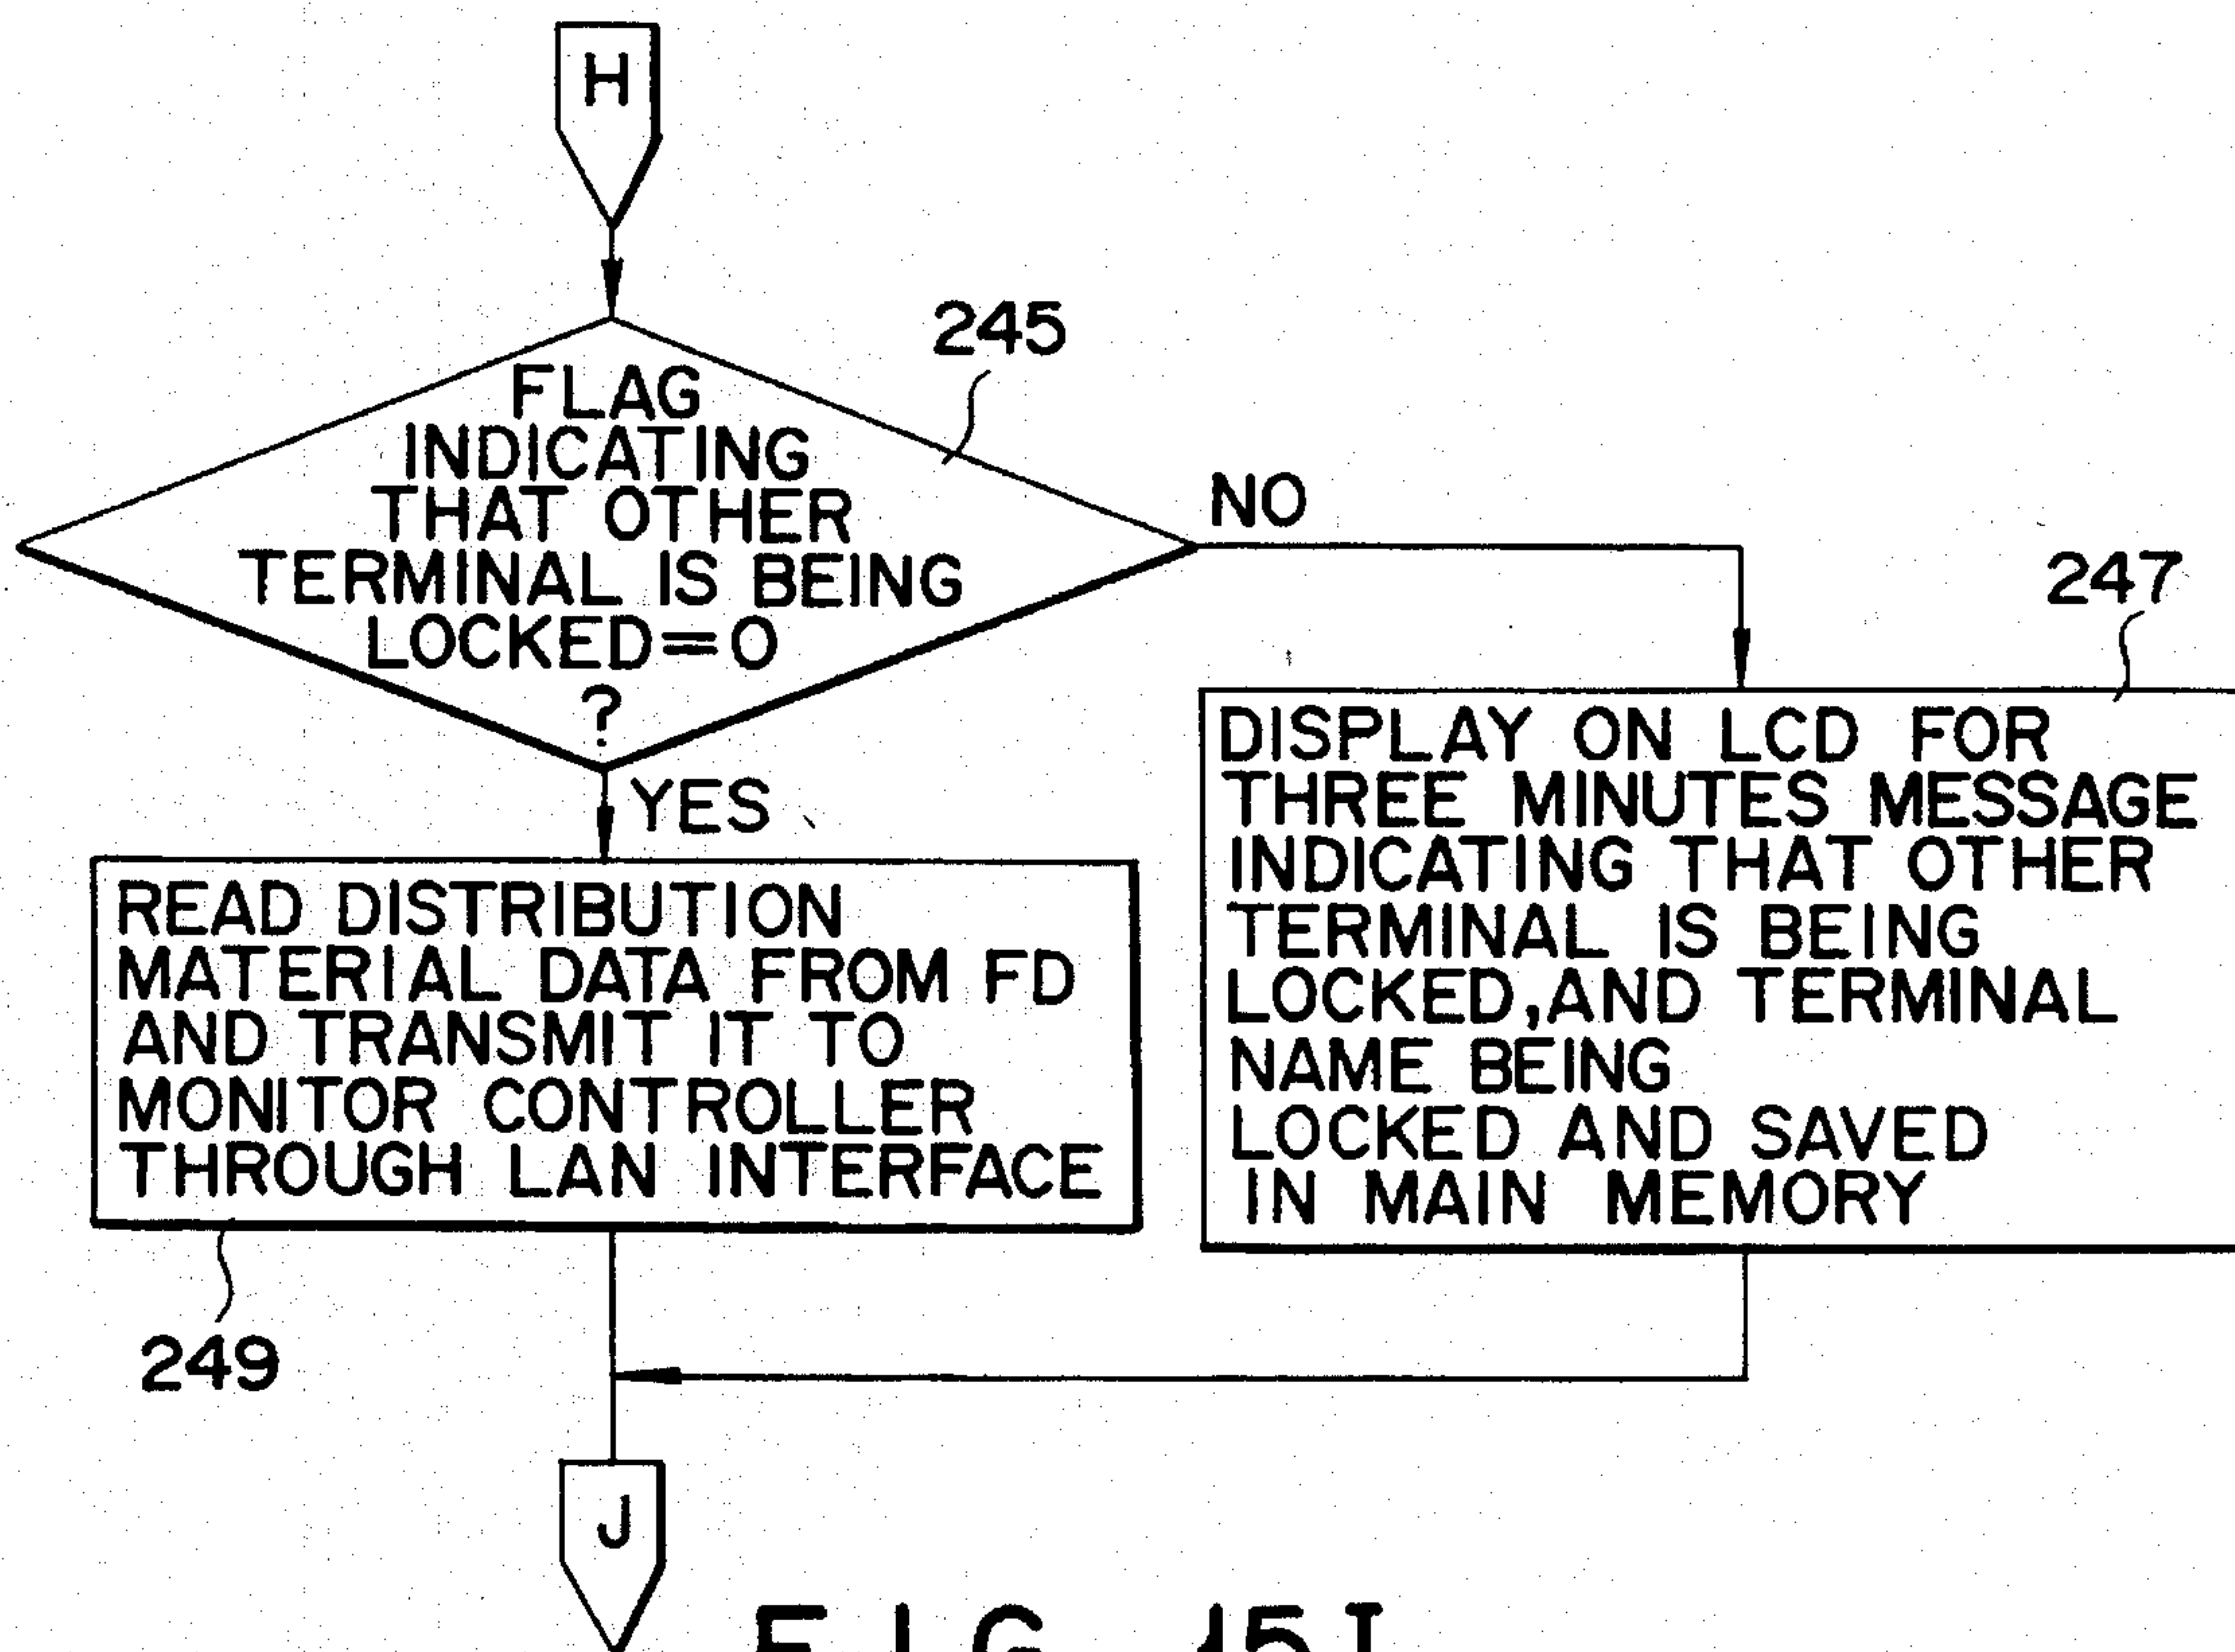 H
245
FLAG
INDICATING
THAT OTHER
TERMINAL IS BEING
LOCKED=0
?
NO
YES
247
DISPLAY ON LCD FOR
THREE MINUTES MESSAGE
INDICATING THAT OTHER
TERMINAL IS BEING
LOCKED,AND TERMINAL
NAME BEING
LOCKED AND SAVED
IN MAIN MEMORY
READ DISTRIBUTION
MATERIAL DATA FROM FD
AND TRANSMIT IT TO
MONITOR CONTROLLER
THROUGH LAN INTERFACE
249
J
FIG. 15I